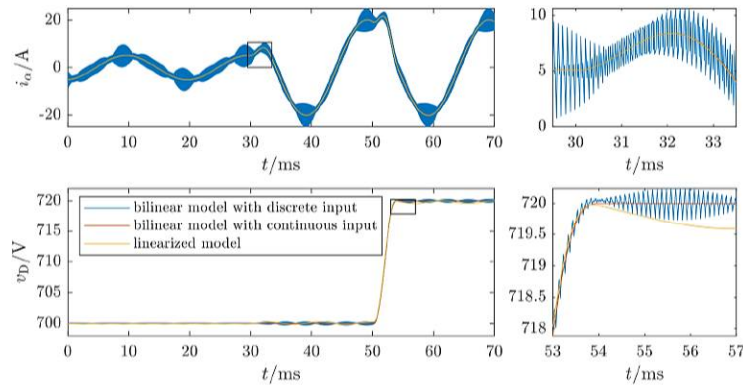 20
0
-20
i_α/A
0 10 20 30 40 50 60 70
t/ms
10
5
0
30 31 32 33
t/ms
720
715
710
705
700
v_D/V
bilinear model with discrete input
bilinear model with continuous input
linearized model
0 10 20 30 40 50 60 70
t/ms
720
719.5
719
718.5
718
53 54 55 56 57
t/ms